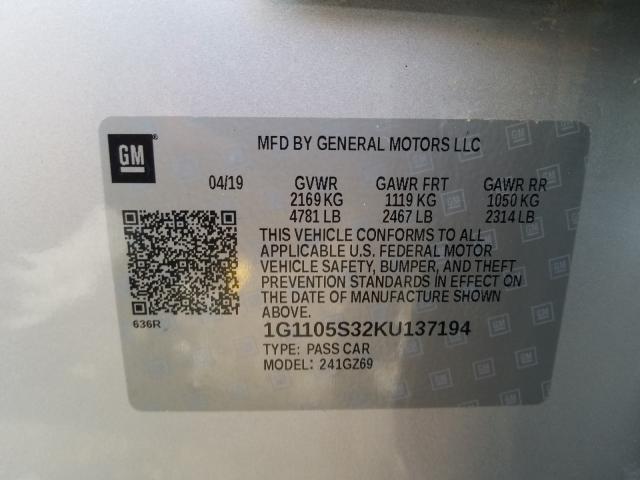 GM
MFD BY GENERAL MOTORS LLC
04/19 GVWR GAWR FRT GAWR RR
2169 KG 1119 KG 1050 KG
4781 LB 2467 LB 2314 LB
THIS VEHICLE CONFORMS TO ALL
APPLICABLE U.S. FEDERAL MOTOR
VEHICLE SAFETY, BUMPER, AND THEFT
PREVENTION STANDARDS IN EFFECT ON
THE DATE OF MANUFACTURE SHOWN
ABOVE.
636R
1G1105S32KU137194
TYPE: PASS CAR
MODEL: 241GZ69